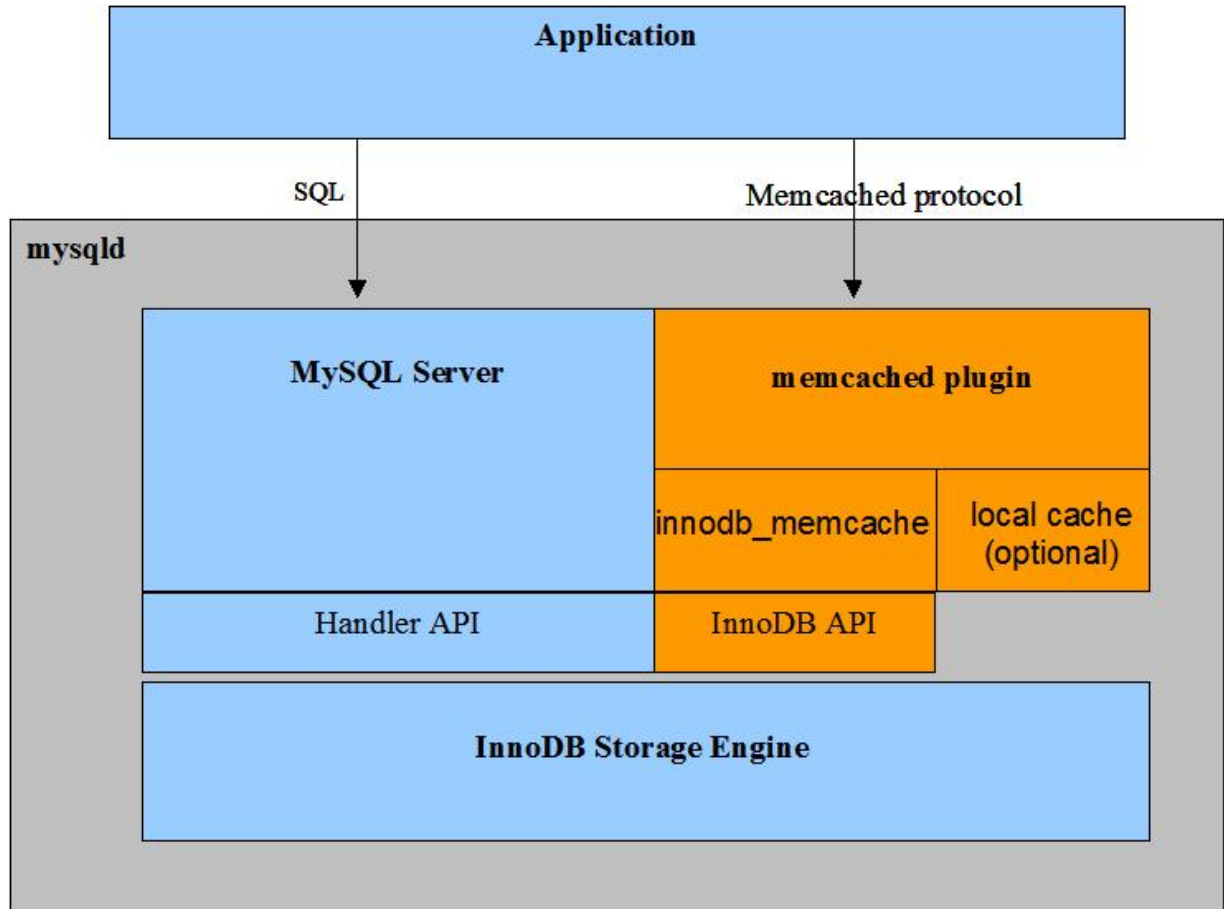 Application
SQL
Memcached protocol
mysqld
MySQL Server
memcached plugin
innodb_memcache
local cache
(optional)
Handler API
InnoDB API
InnoDB Storage Engine